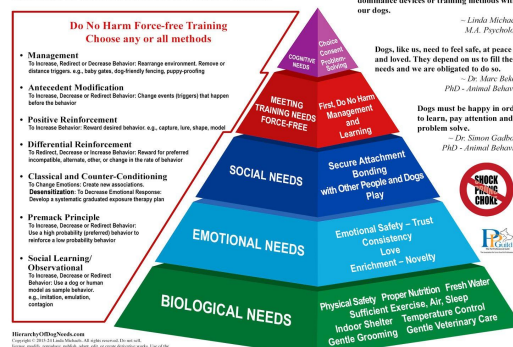 dominance devices or training methods wit
our dogs.
~ Linda Michae
M.A. Psycholo
Do No Harm Force-free Training
Choose any or all methods
• Management
To Increase, Redirect or Decrease Behavior: Rearrange environment. Remove or
distance triggers. e.g., baby gates, dog-friendly fencing, puppy-proofing
• Antecedent Modification
To Increase, Decrease or Redirect Behavior: Change events (triggers) that happen
before the behavior
• Positive Reinforcement
To Increase Behavior: Reward desired behavior. e.g., capture, lure, shape, model
• Differential Reinforcement
To Redirect, Decrease or Increase Behavior: Reward for preferred
incompatible, alternate, other, or change in the rate of behavior
• Classical and Counter-Conditioning
To Change Emotions: Create new associations.
Desensitization: To Decrease Emotional Response:
Develop a systematic graduated exposure therapy plan
• Premack Principle
To Increase, Decrease or Redirect Behavior:
Use a high probability (preferred) behavior to
reinforce a low probability behavior
• Social Learning/
Observational
To Increase, Decrease or Redirect
Behavior: Use a dog or human
model as sample behavior.
e.g., imitation, emulation,
contagion
COGNITIVE
NEEDS
Choice
Consent
Problem-
Solving
MEETING
TRAINING NEEDS
FORCE-FREE
First, Do No Harm
Management
and
Learning
SOCIAL NEEDS
Secure Attachment
Bonding
with Other People and Dogs
Play
EMOTIONAL NEEDS
Emotional Safety – Trust
Consistency
Love
Enrichment – Novelty
BIOLOGICAL NEEDS
Physical Safety Proper Nutrition Fresh Water
Sufficient Exercise, Air, Sleep
Indoor Shelter Temperature Control
Gentle Grooming Gentle Veterinary Care
Dogs, like us, need to feel safe, at peace
and loved. They depend on us to fill the
needs and we are obligated to do so.
~ Dr. Marc Beko
PhD - Animal Behav
Dogs must be happy in ord
to learn, pay attention and
problem solve.
~ Dr. Simon Gadbo
PhD - Animal Behav
SHOCK
PRONG
CHOKE
HierarchyOfDogNeeds.com